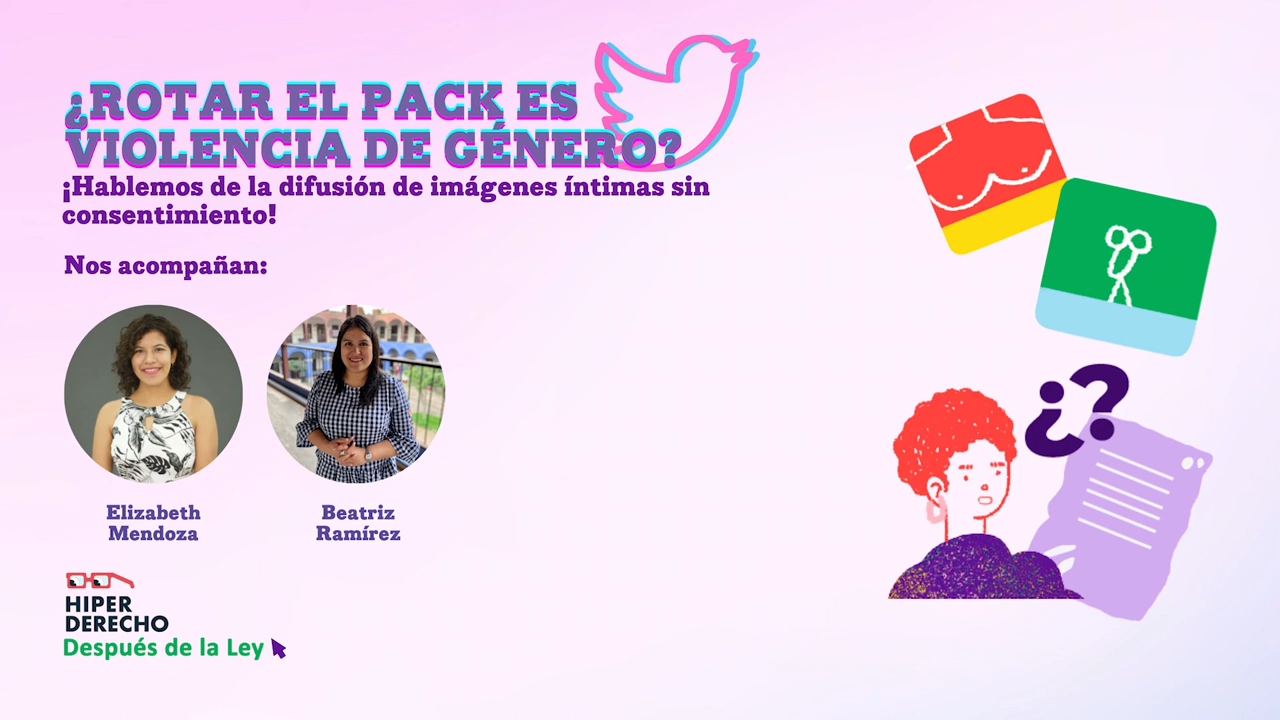 ¿ROTAR EL PACK ES
VIOLENCIA DE GÉNERO?
¡Hablemos de la difusión de imágenes íntimas sin
consentimiento!
Nos acompañan:
Elizabeth
Mendoza
Beatriz
Ramírez
HIPER
DERECHO
Después de la Ley
¿?